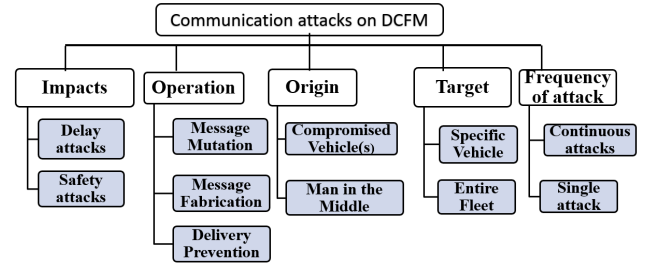 Communication attacks on DCFM
Impacts
Delay
attacks
Safety
attacks
Operation
Message
Mutation
Message
Fabrication
Delivery
Prevention
Origin
Compromised
Vehicle(s)
Man in the
Middle
Target
Specific
Vehicle
Entire
Fleet
Frequency
of attack
Continuous
attacks
Single
attack